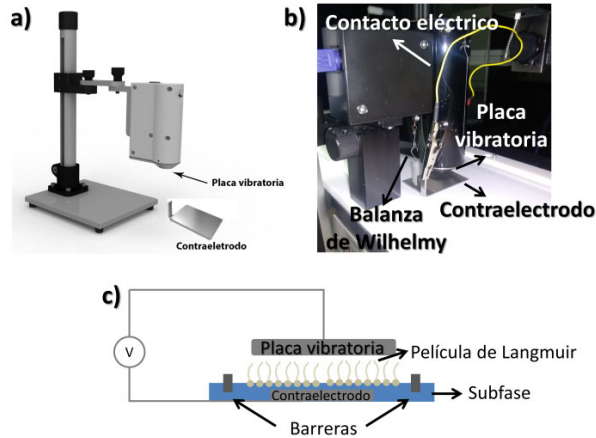 a)
Placa vibratoria
Contraeletrodo
b)
Contacto eléctrico
Placa
vibratoria
Balanza
de Wilhelmy
Contraelectrodo
c)
V
Placa vibratoria
Película de Langmuir
Contraelectrodo
Subfase
Barreras